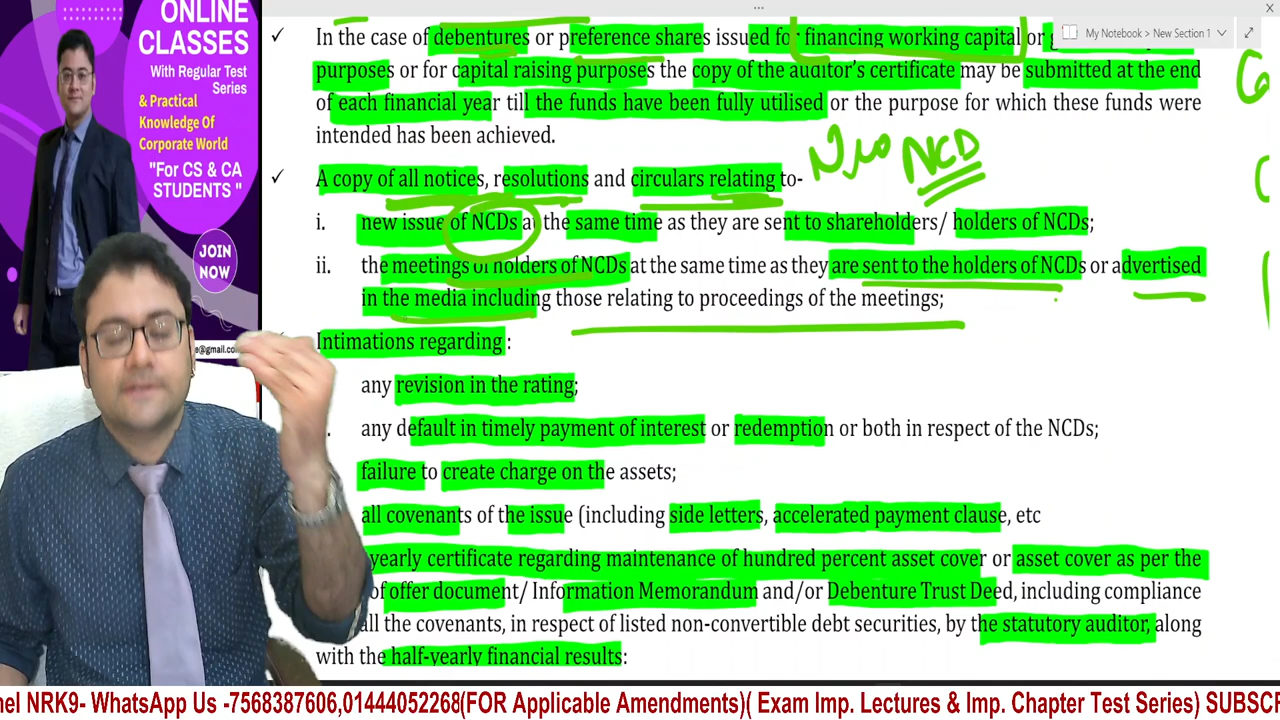 ONLINE
CLASSES
With Regular Test
Series
& Practical
Knowledge Of
Corporate World
"For CS & CA
STUDENTS "
JOIN
NOW
e@gmail.com
My Notebook > New Section 1
✓ In the case of debentures or preference shares issued for financing working capital or
purposes or for capital raising purposes the copy of the auditor's certificate may be submitted at the end
of each financial year till the funds have been fully utilised or the purpose for which these funds were
intended has been achieved.
NCD
✓ A copy of all notices, resolutions and circulars relating to-
i. new issue of NCDs at the same time as they are sent to shareholders/ holders of NCDs;
ii. the meetings of holders of NCDs at the same time as they are sent to the holders of NCDs or advertised
in the media including those relating to proceedings of the meetings;
Intimations regarding :
any revision in the rating;
. any default in timely payment of interest or redemption or both in respect of the NCDs;
failure to create charge on the assets;
all covenants of the issue (including side letters, accelerated payment clause, etc
yearly certificate regarding maintenance of hundred percent asset cover or asset cover as per the
of offer document/ Information Memorandum and/or Debenture Trust Deed, including compliance
all the covenants, in respect of listed non-convertible debt securities, by the statutory auditor, along
with the half-yearly financial results:
nel NRK9- WhatsApp Us -7568387606,01444052268(FOR Applicable Amendments)( Exam Imp. Lectures & Imp. Chapter Test Series) SUBSC